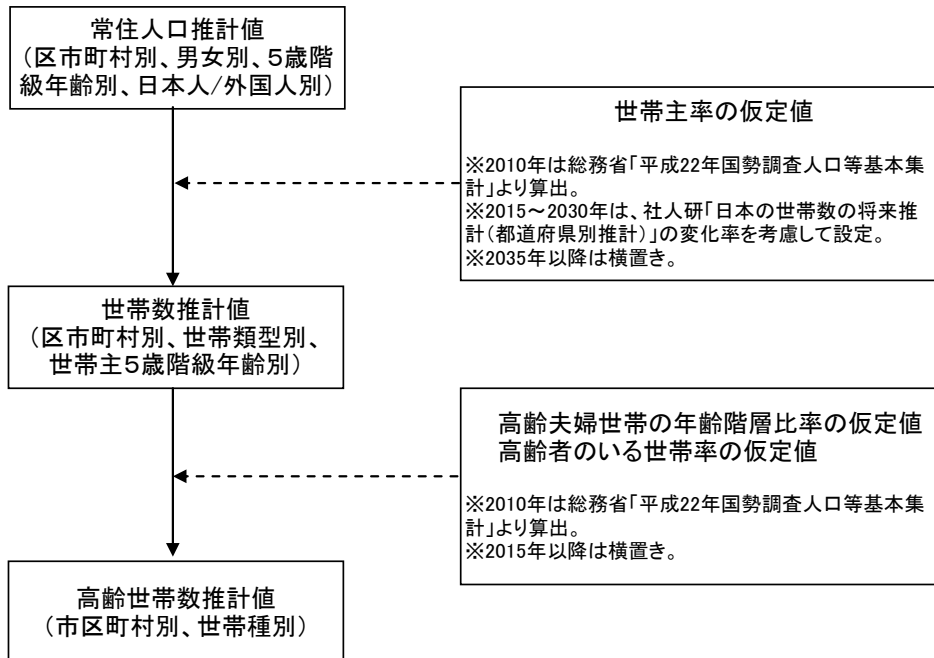 常住人口推計値
（区市町村別、男女別、５歳階
級年齢別、日本人/外国人別）
世帯主率の仮定値
※2010年は総務省「平成22年国勢調査人口等基本集
計」より算出。
※2015～2030年は、社人研「日本の世帯数の将来推
計（都道府県別推計）」の変化率を考慮して設定。
※2035年以降は横置き。
世帯数推計値
（区市町村別、世帯類型別、
世帯主５歳階級年齢別）
高齢夫婦世帯の年齢階層比率の仮定値
高齢者のいる世帯率の仮定値
※2010年は総務省「平成22年国勢調査人口等基本集
計」より算出。
※2015年以降は横置き。
高齢世帯数推計値
（市区町村別、世帯種別）